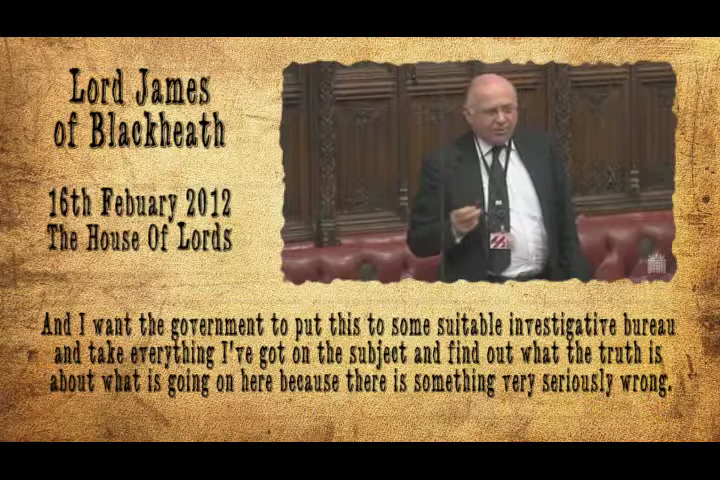 Lord James
of Blackheath
16th Febuary 2012
The House Of Lords
And I want the government to put this to some suitable investigative bureau
and take everything I've got on the subject and find out what the truth is
about what is going on here because there is something very seriously wrong.